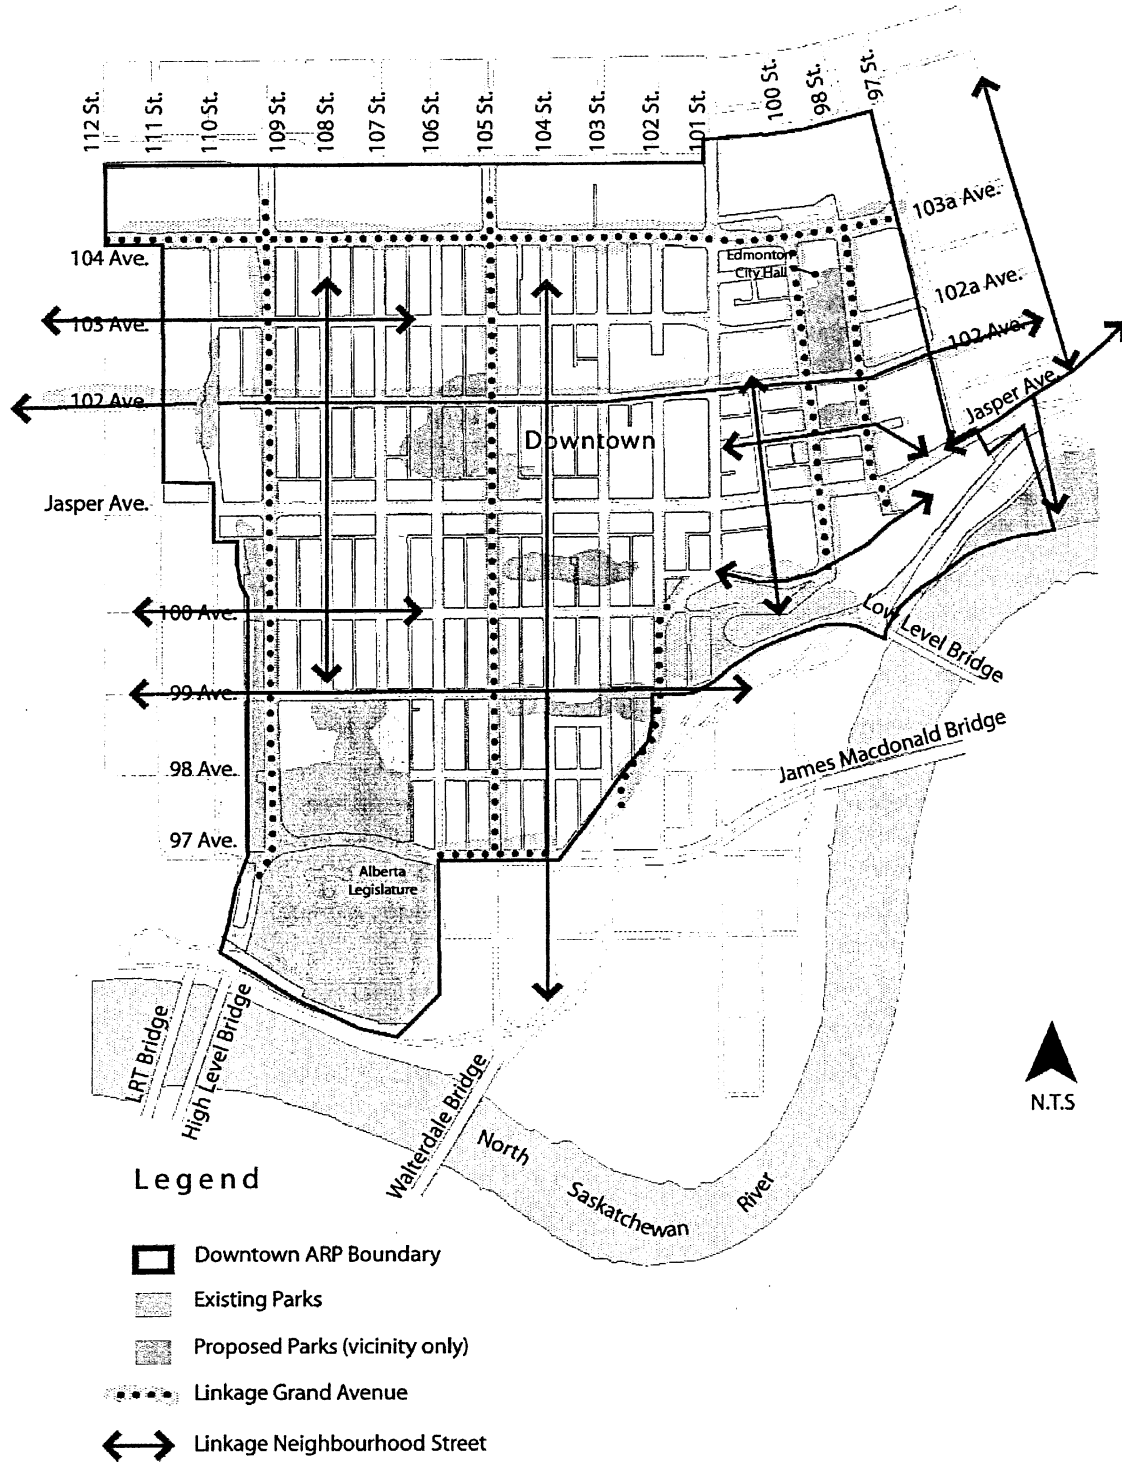 112 St.
111 St.
110 St.
109 St.
108 St.
107 St.
106 St.
105 St.
104 St.
103 St.
102 St.
101 St.
100 St.
98 St.
97 St.
103a Ave.
104 Ave.
Edmonton
City Hall
102a Ave.
103 Ave.
102 Ave.
102 Ave.
Jasper Ave.
Downtown
Jasper Ave.
100 Ave.
Low Level Bridge
99 Ave.
James Macdonald Bridge
98 Ave.
97 Ave.
Alberta
Legislature
LRT Bridge
High Level Bridge
Walterdale Bridge
N.T.S
North
Saskatchewan
River
Legend
Downtown ARP Boundary
Existing Parks
Proposed Parks (vicinity only)
Linkage Grand Avenue
Linkage Neighbourhood Street